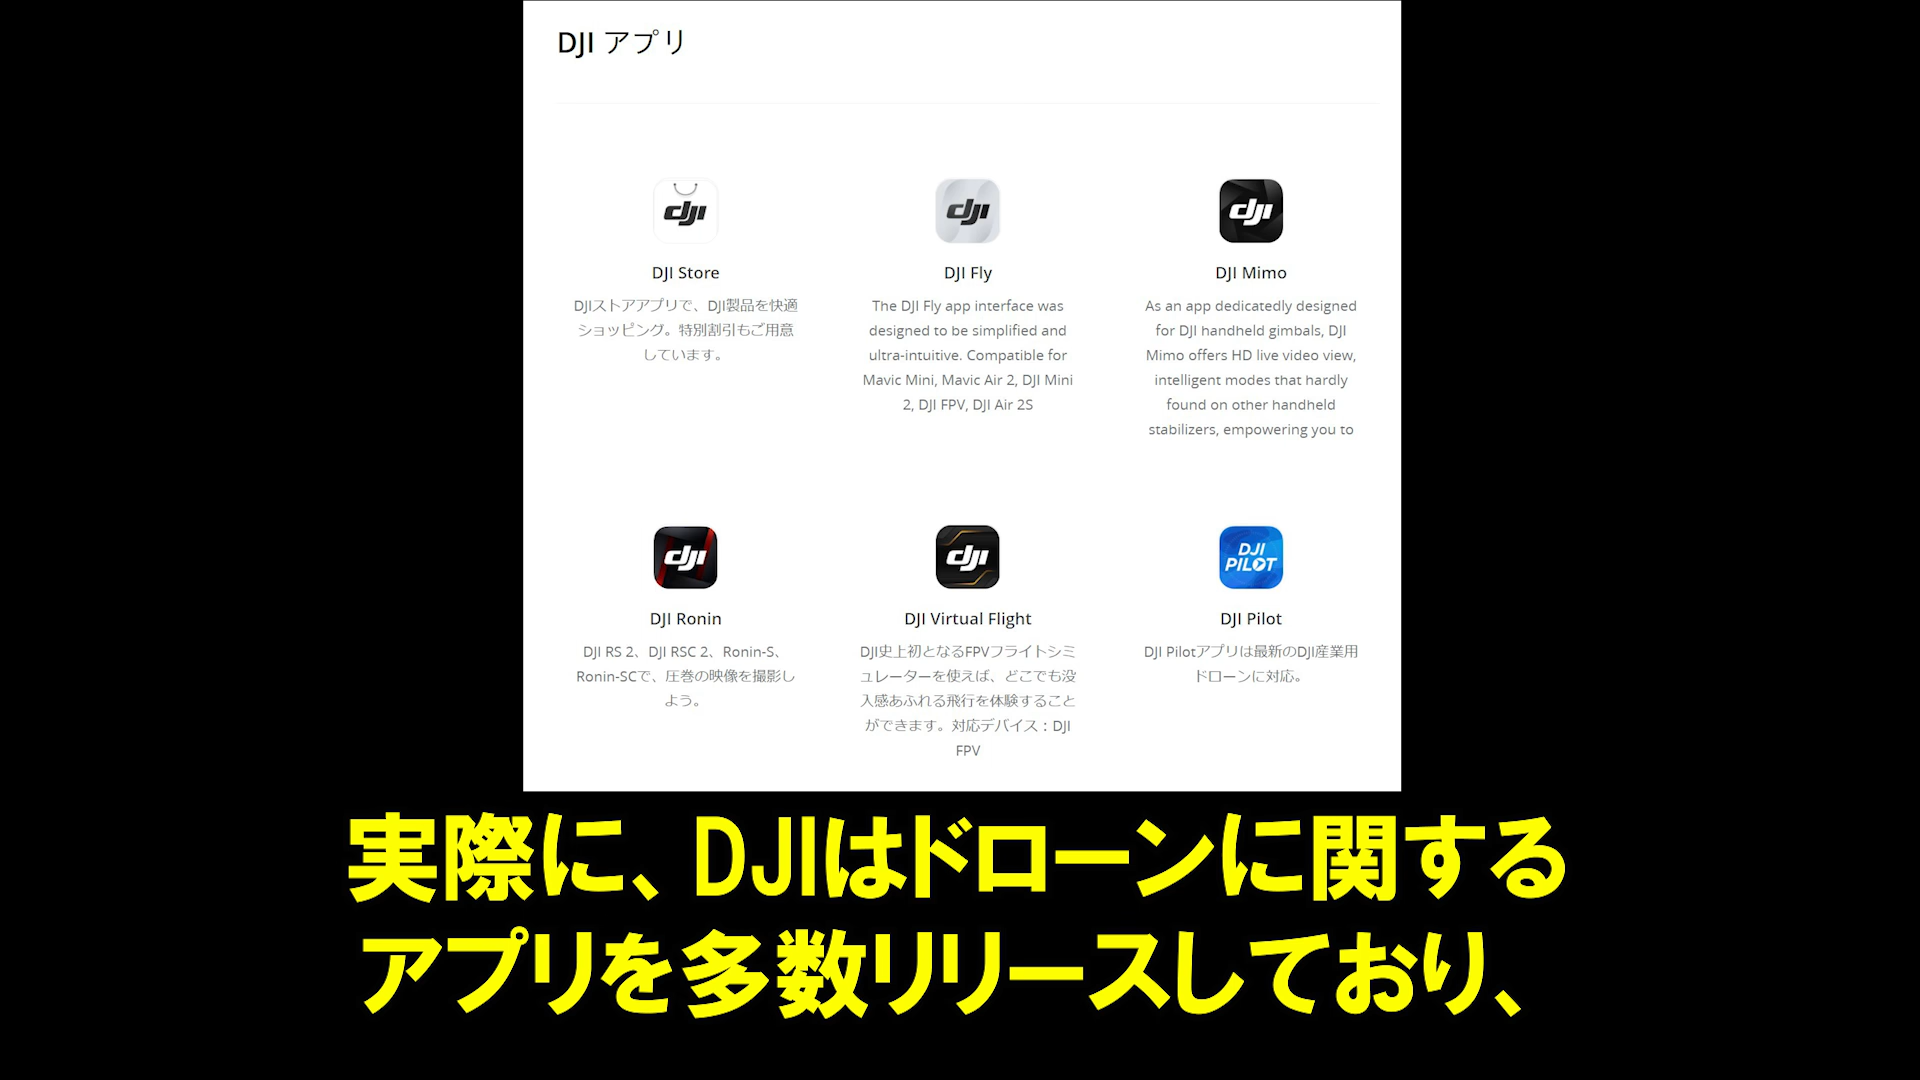 DJI アプリ
dji
dji
dji
DJI Store
DJI Fly
DJI Mimo
DJIストアアプリで、DJI製品を快適
ショッピング。特別割引もご用意
しています。
The DJI Fly app interface was
designed to be simplified and
ultra-intuitive. Compatible for
Mavic Mini, Mavic Air 2, DJI Mini
2, DJI FPV, DJI Air 2S
As an app dedicatedly designed
for DJI handheld gimbals, DJI
Mimo offers HD live video view,
intelligent modes that hardly
found on other handheld
stabilizers, empowering you to
dji
dji
DJI
PILOT
DJI Ronin
DJI Virtual Flight
DJI Pilot
DJI RS 2、DJI RSC 2、Ronin-S、
Ronin-SCで、圧巻の映像を撮影し
よう。
DJI史上初となるFPVフライトシミ
ュレーターを使えば、どこでも没
入感あふれる飛行を体験すること
ができます。対応デバイス：DJI
FPV
DJI Pilotアプリは最新のDJI産業用
ドローンに対応。
実際に、DJIはドローンに関する
アプリを多数リリースしており、